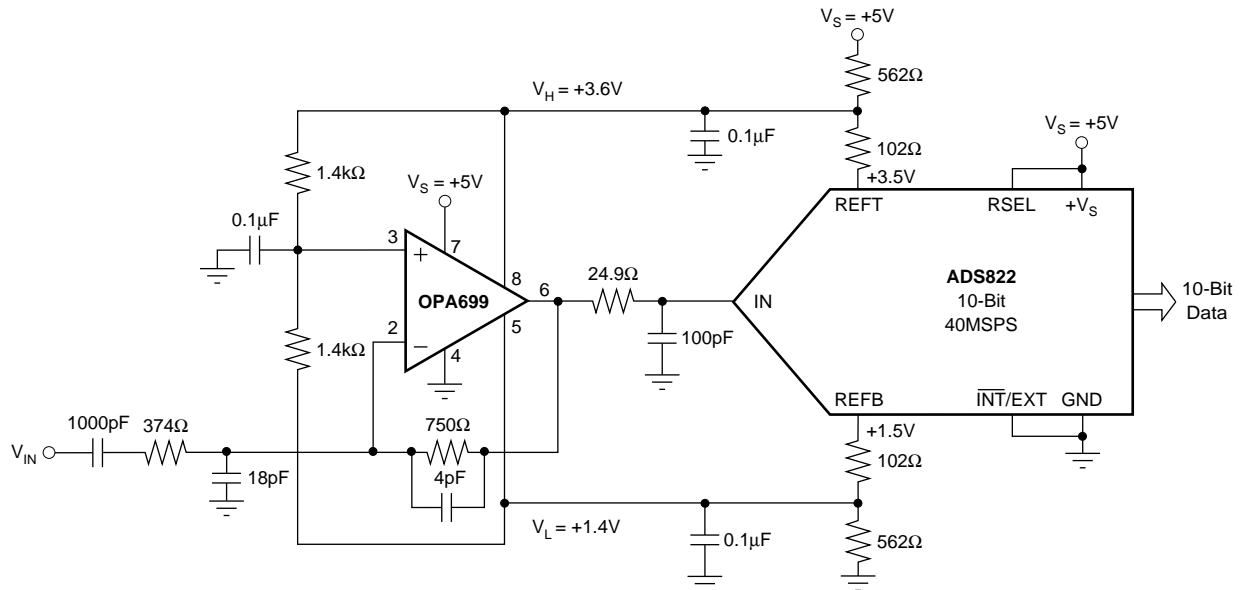 V_S = +5V
562Ω
V_H = +3.6V
0.1μF
102Ω
+3.5V
V_S = +5V
1.4kΩ
V_S = +5V
REFT
RSEL
+V_S
0.1μF
3
+
7
8
24.9Ω
ADS822
10-Bit
40MSPS
IN
10-Bit
Data
OPA699
6
2
−
5
4
1.4kΩ
100pF
REFB
INT/EXT
GND
1000pF
374Ω
750Ω
+1.5V
V_IN
18pF
4pF
102Ω
V_L = +1.4V
0.1μF
562Ω